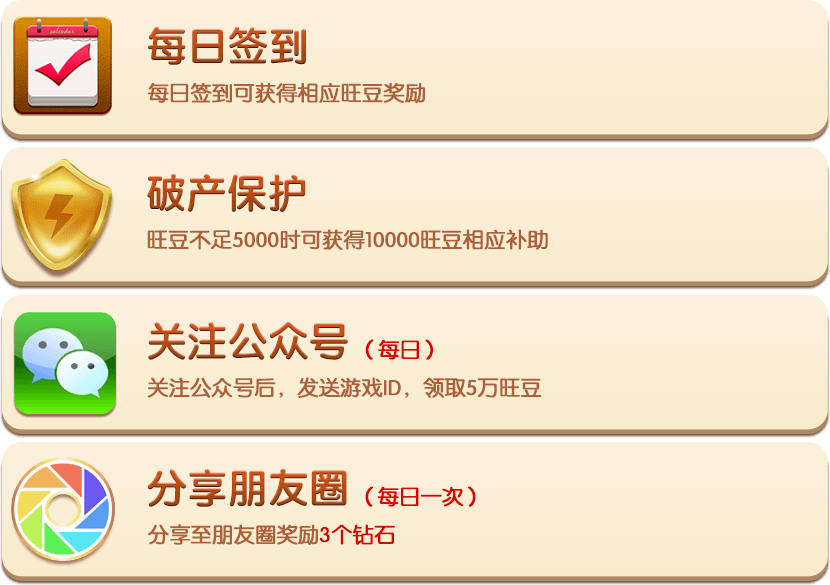 calendar
每日签到
每日签到可获得相应旺豆奖励
破产保护
旺豆不足5000时可获得10000旺豆相应补助
关注公众号（每日）
关注公众号后，发送游戏ID，领取5万旺豆
分享朋友圈（每日一次）
分享至朋友圈奖励3个钻石